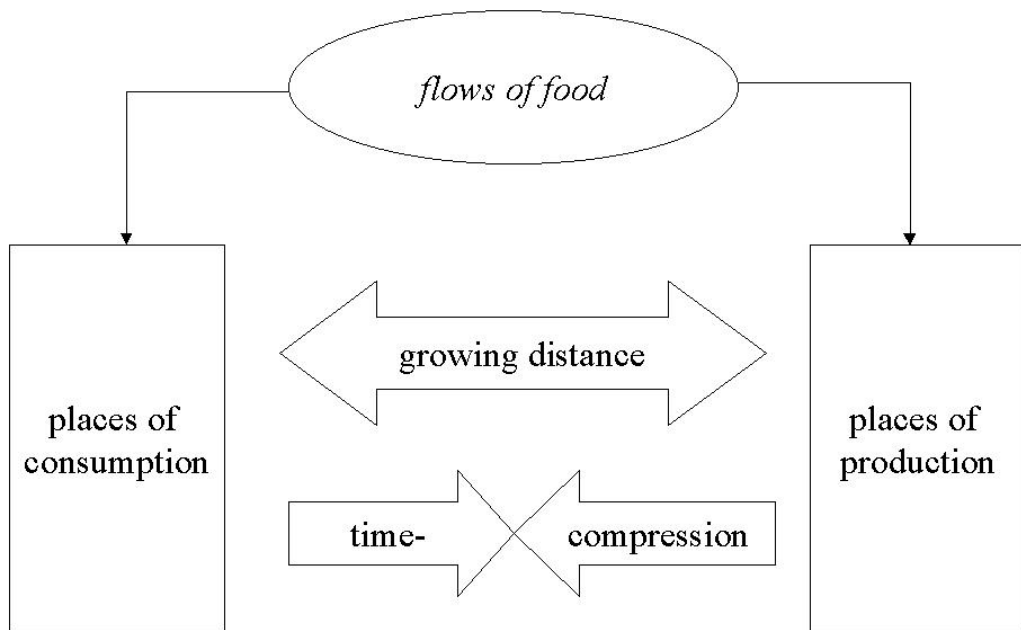 flows of food
growing distance
places of
consumption
places of
production
time-
compression